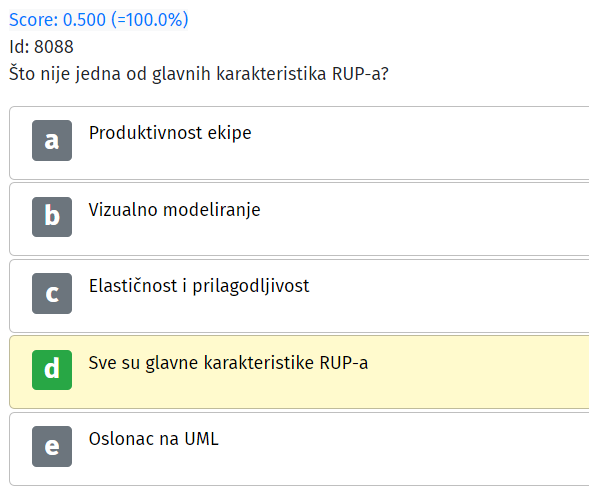 Score: 0.500 (=100.0%)
Id: 8088
Što nije jedna od glavnih karakteristika RUP-a?
a Produktivnost ekipe
b Vizualno modeliranje
c Elastičnost i prilagodljivost
d Sve su glavne karakteristike RUP-a
e Oslonac na UML